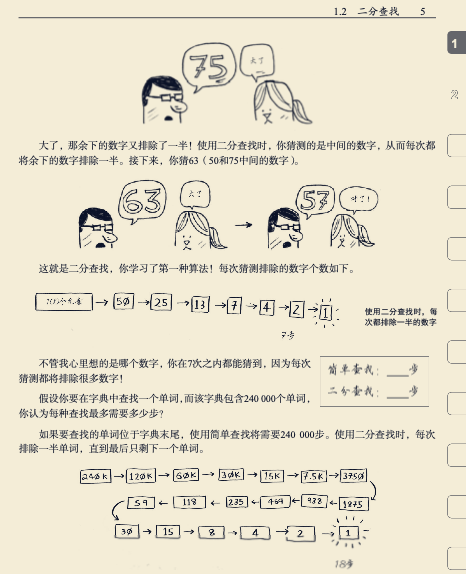 1.2 二分查找 5
1
2
75
大了
大了，那余下的数字又排除了一半！使用二分查找时，你猜测的是中间的数字，从而每次都
将余下的数字排除一半。接下来，你猜63（50和75中间的数字）。
63
大了
57
对了！
这就是二分查找，你学习了第一种算法！每次猜测排除的数字个数如下。
100个元素 → 50 → 25 → 13 → 7 → 4 → 2 → 1
7步
使用二分查找时，每
次都排除一半的数字
不管我心里想的是哪个数字，你在7次之内都能猜到，因为每次
猜测都将排除很多数字！
简单查找：___步
二分查找：___步
假设你要在字典中查找一个单词，而该字典包含240 000个单词，
你认为每种查找最多需要多少步？
如果要查找的单词位于字典末尾，使用简单查找将需要240 000步。使用二分查找时，每次
排除一半单词，直到最后只剩下一个单词。
240K → 120K → 60K → 30K → 15K → 7.5K → 3750
59 ← 118 ← 235 ← 469 ← 938 ← 1875
30 → 15 → 8 → 4 → 2 → 1
18步